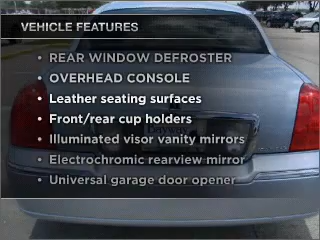 VEHICLE FEATURES
• REAR WINDOW DEFROSTER
• OVERHEAD CONSOLE
• Leather seating surfaces
• Front/rear cup holders
• Illuminated visor vanity mirrors
• Electrochromic rearview mirror
• Universal garage door opener